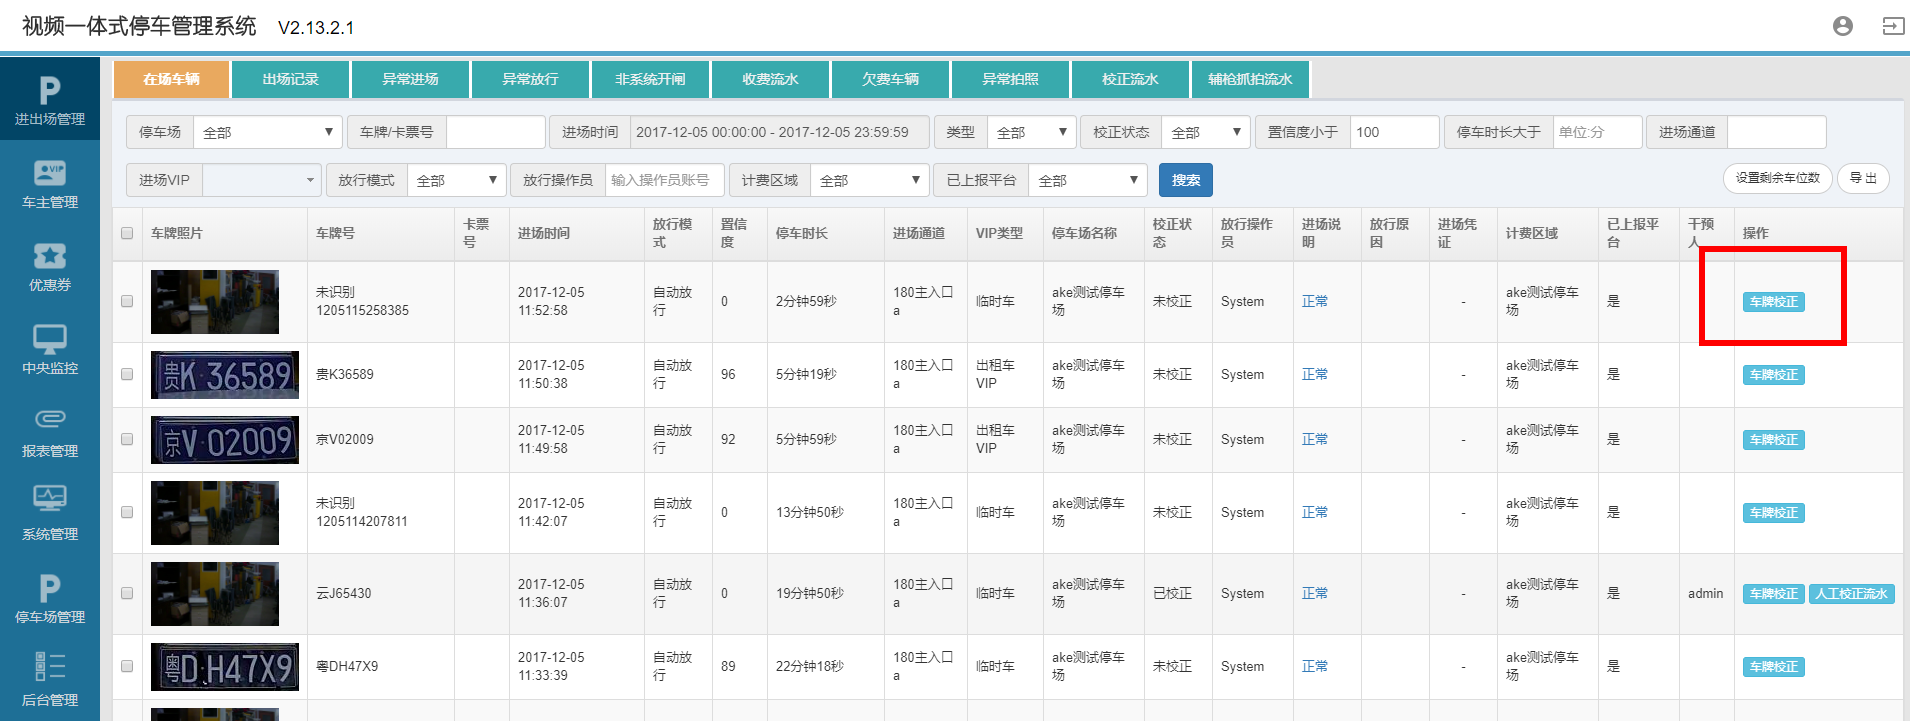 视频一体式停车管理系统 V2.13.2.1
进出场管理
车主管理
优惠券
中央监控
报表管理
系统管理
停车场管理
后台管理
在场车辆 出场记录 异常进场 异常放行 非系统开闸 收费流水 欠费车辆 异常拍照 校正流水 辅枪抓拍流水
停车场 全部 车牌/卡票号 进场时间 2017-12-05 00:00:00 - 2017-12-05 23:59:59 类型 全部 校正状态 全部 置信度小于 100 停车时长大于 单位:分 进场通道
进场VIP 放行模式 全部 放行操作员 输入操作员账号 计费区域 全部 已上报平台 全部 搜索 设置剩余车位数 导 出
车牌照片 车牌号 卡票号 进场时间 放行模式 置信度 停车时长 进场通道 VIP类型 停车场名称 校正状态 放行操作员 进场说明 放行原因 进场凭证 计费区域 已上报平台 干预人 操作
未识别 1205115258385 2017-12-05 11:52:58 自动放行 0 2分钟59秒 180主入口a 临时车 ake测试停车场 未校正 System 正常 - ake测试停车场 是 车牌校正
贵K·36589 贵K36589 2017-12-05 11:50:38 自动放行 96 5分钟19秒 180主入口a 出租车VIP ake测试停车场 未校正 System 正常 - ake测试停车场 是 车牌校正
京V·02009 京V02009 2017-12-05 11:49:58 自动放行 92 5分钟59秒 180主入口a 出租车VIP ake测试停车场 未校正 System 正常 - ake测试停车场 是 车牌校正
未识别 1205114207811 2017-12-05 11:42:07 自动放行 0 13分钟50秒 180主入口a 临时车 ake测试停车场 未校正 System 正常 - ake测试停车场 是 车牌校正
云J65430 2017-12-05 11:36:07 自动放行 0 19分钟50秒 180主入口a 临时车 ake测试停车场 已校正 System 正常 - ake测试停车场 是 admin 车牌校正 人工校正流水
粤D·H47X9 粤DH47X9 2017-12-05 11:33:39 自动放行 89 22分钟18秒 180主入口a 临时车 ake测试停车场 未校正 System 正常 - ake测试停车场 是 车牌校正